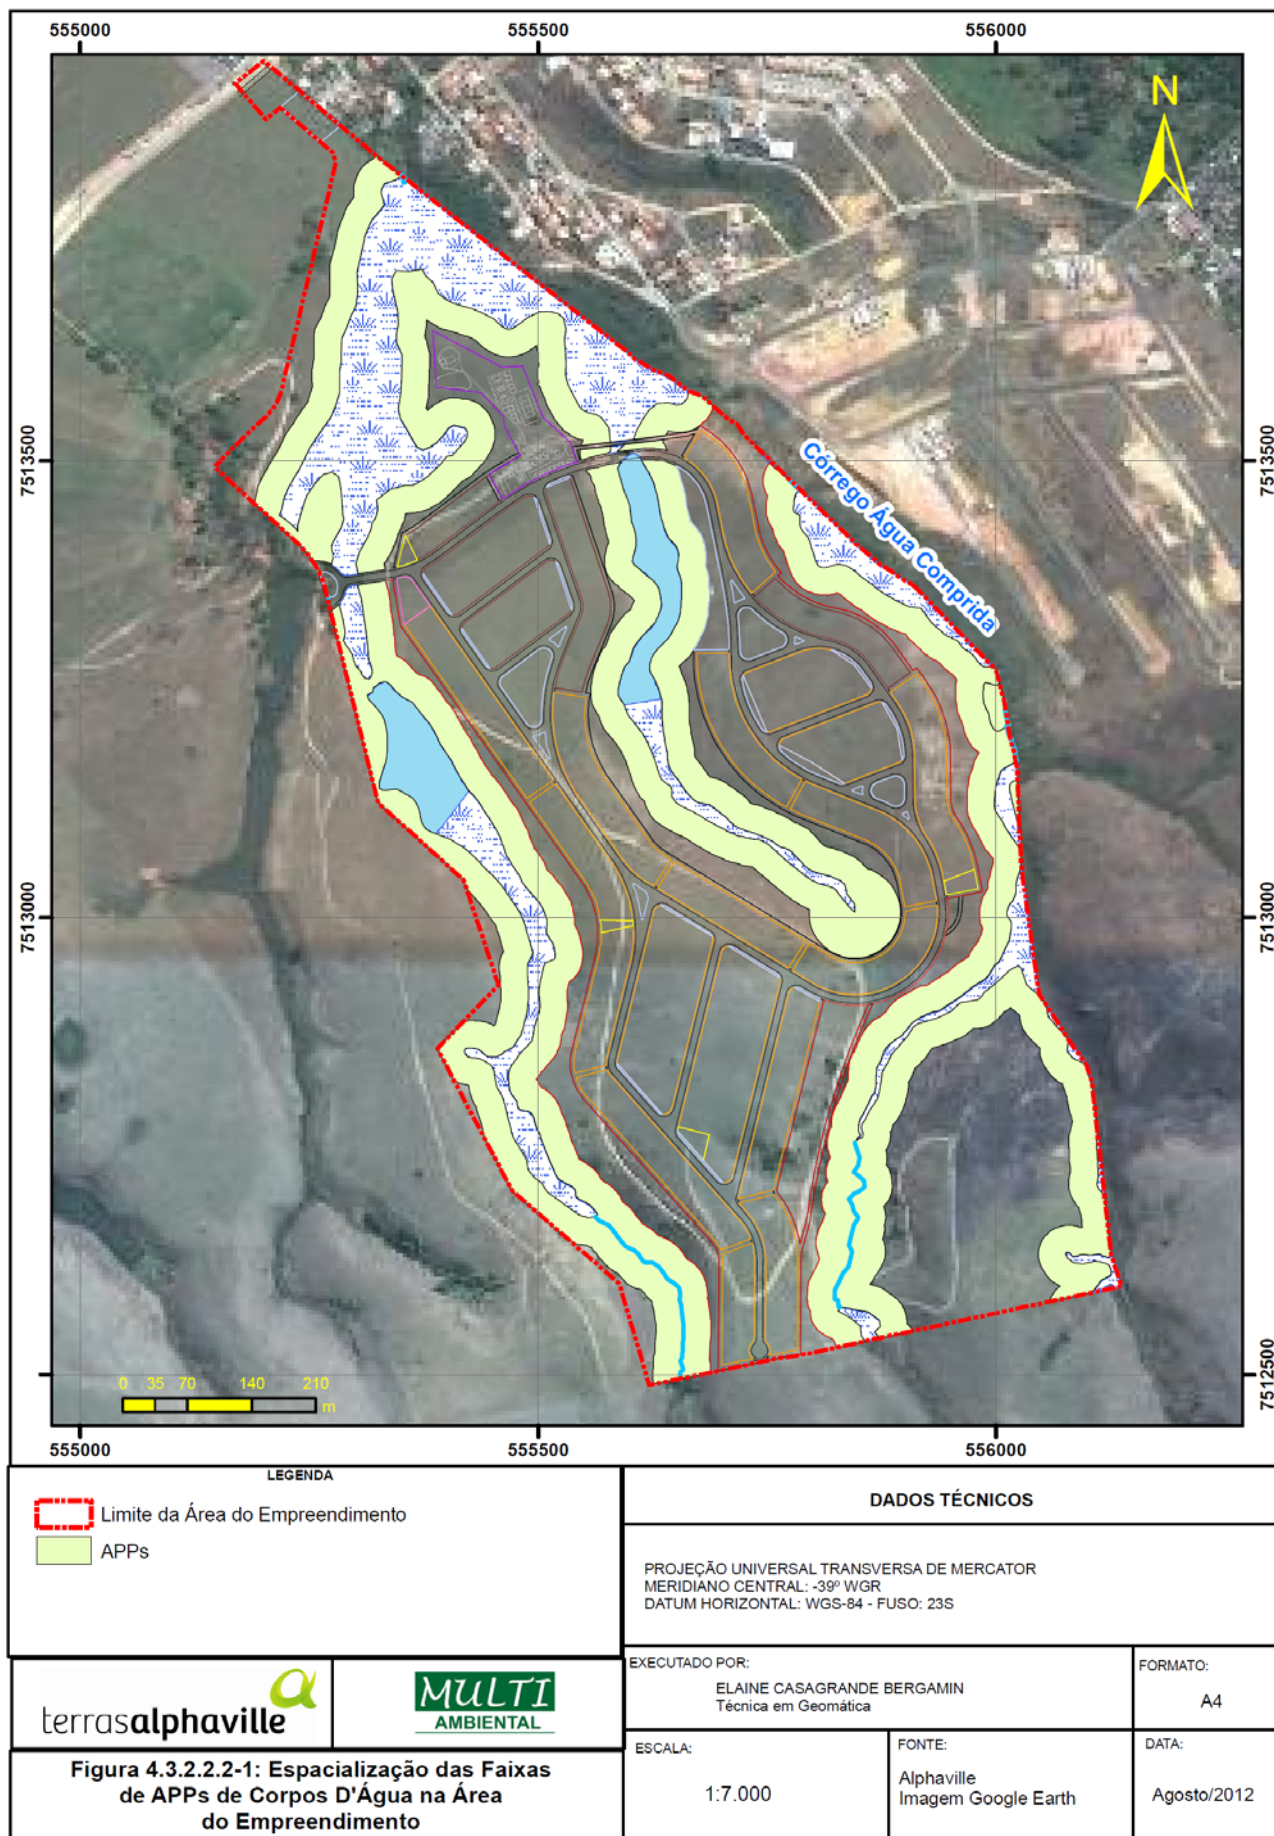 555000 555500 556000
N
7513500 7513500
Córrego Água Comprida
7513000 7513000
7512500
0 35 70 140 210
m
555000 555500 556000
LEGENDA
Limite da Área do Empreendimento
APPs
DADOS TÉCNICOS
PROJEÇÃO UNIVERSAL TRANSVERSA DE MERCATOR
MERIDIANO CENTRAL: -39º WGR
DATUM HORIZONTAL: WGS-84 - FUSO: 23S
terrasalphaville
MULTI
AMBIENTAL
EXECUTADO POR:
ELAINE CASAGRANDE BERGAMIN
Técnica em Geomática
FORMATO:
A4
Figura 4.3.2.2.2-1: Espacialização das Faixas
de APPs de Corpos D'Água na Área
do Empreendimento
ESCALA:
1:7.000
FONTE:
Alphaville
Imagem Google Earth
DATA:
Agosto/2012